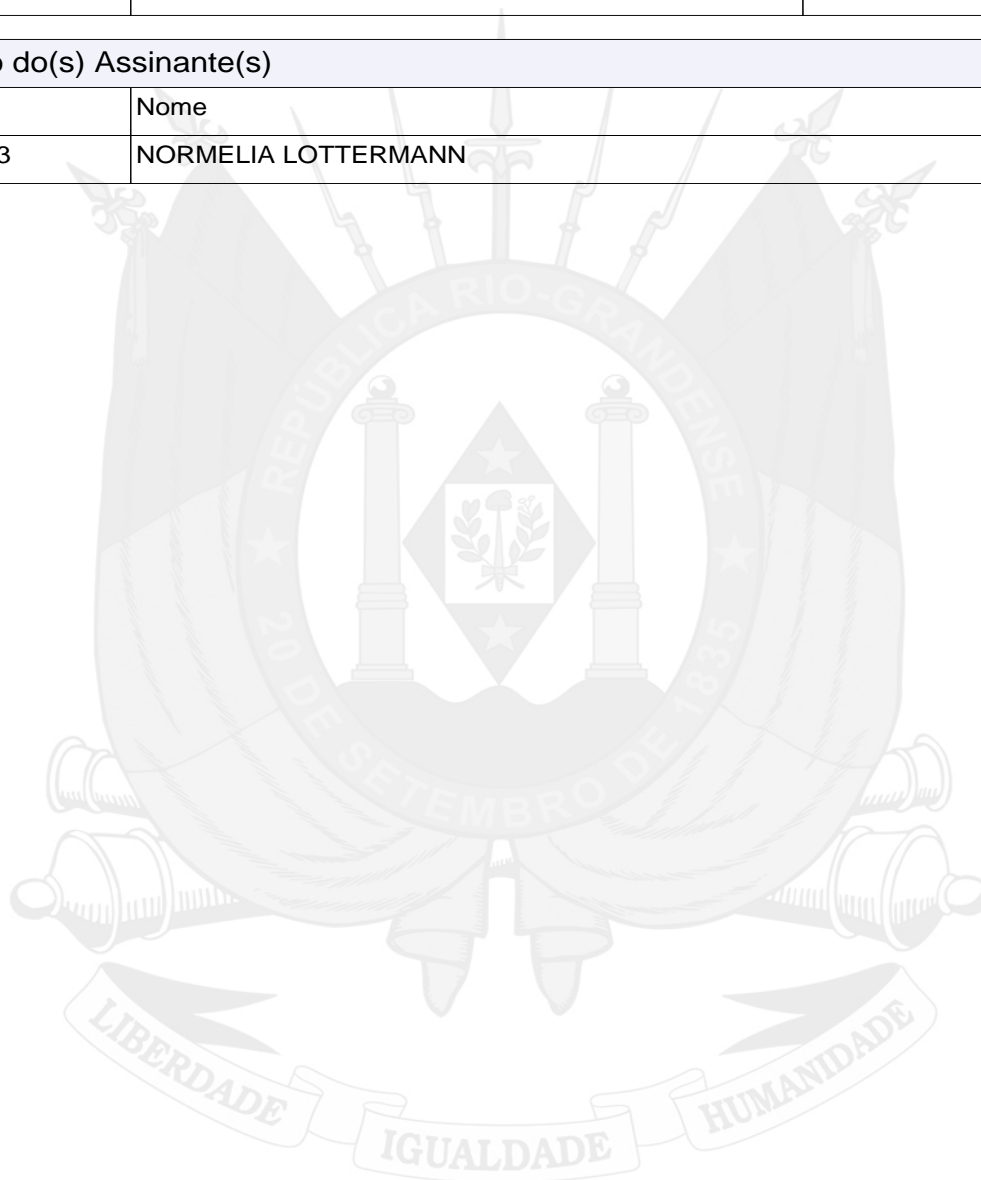 o do(s) Assinante(s)
Nome
3 NORMELIA LOTTERMANN
REPÚBLICA RIO-GRANDENSE
★ 20 DE SETEMBRO DE 1835 ★
LIBERDADE IGUALDADE HUMANIDADE